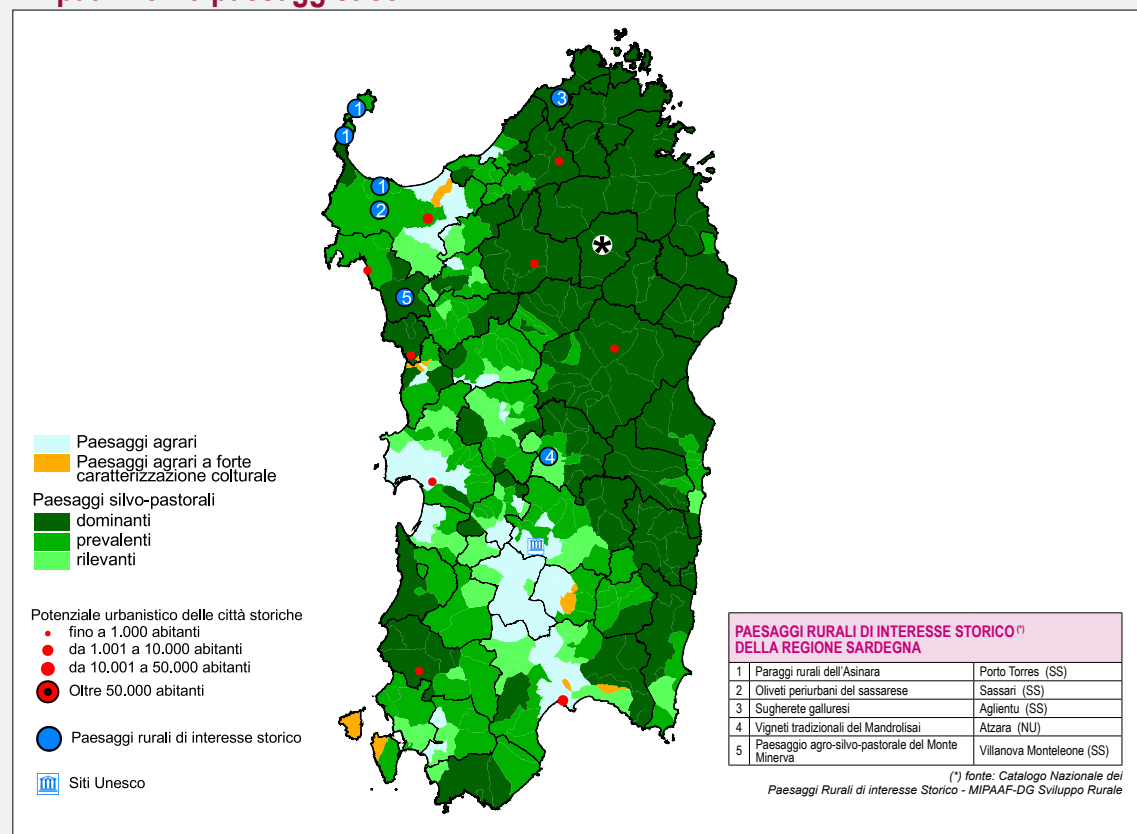 1
3
1
1
2
5
4
Paesaggi agrari
Paesaggi agrari a forte
caratterizzazione colturale
Paesaggi silvo-pastorali
dominanti
prevalenti
rilevanti
Potenziale urbanistico delle città storiche
fino a 1.000 abitanti
da 1.001 a 10.000 abitanti
da 10.001 a 50.000 abitanti
Oltre 50.000 abitanti
Paesaggi rurali di interesse storico
Siti Unesco
PAESAGGI RURALI DI INTERESSE STORICO (*)
DELLA REGIONE SARDEGNA
1 Paraggi rurali dell'Asinara Porto Torres (SS)
2 Oliveti periurbani del sassarese Sassari (SS)
3 Sugherete galluresi Aglientu (SS)
4 Vigneti tradizionali del Mandrolisai Atzara (NU)
5 Paesaggio agro-silvo-pastorale del Monte Minerva Villanova Monteleone (SS)
(*) fonte: Catalogo Nazionale dei
Paesaggi Rurali di interesse Storico - MIPAAF-DG Sviluppo Rurale